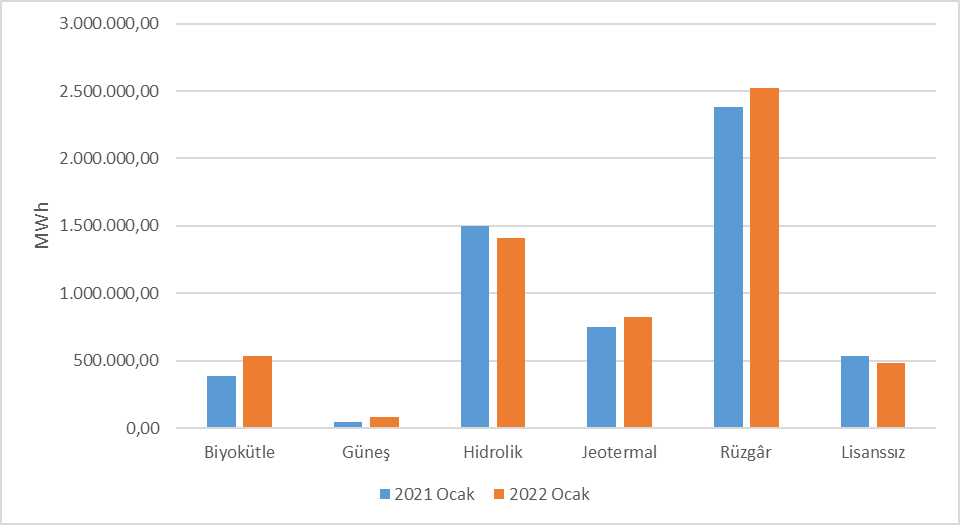 3.000.000,00
2.500.000,00
2.000.000,00
1.500.000,00
1.000.000,00
500.000,00
0,00
MWh
Biyokütle Güneş Hidrolik Jeotermal Rüzgâr Lisanssız
2021 Ocak 2022 Ocak